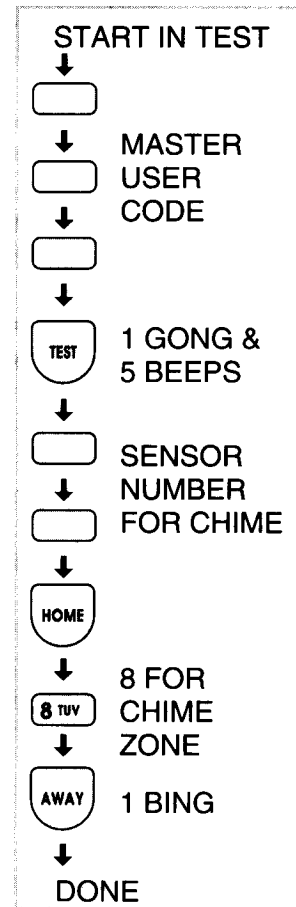 START IN TEST
MASTER
USER
CODE
TEST
1 GONG &
5 BEEPS
SENSOR
NUMBER
FOR CHIME
HOME
8 TUV
8 FOR
CHIME
ZONE
AWAY
1 BING
DONE